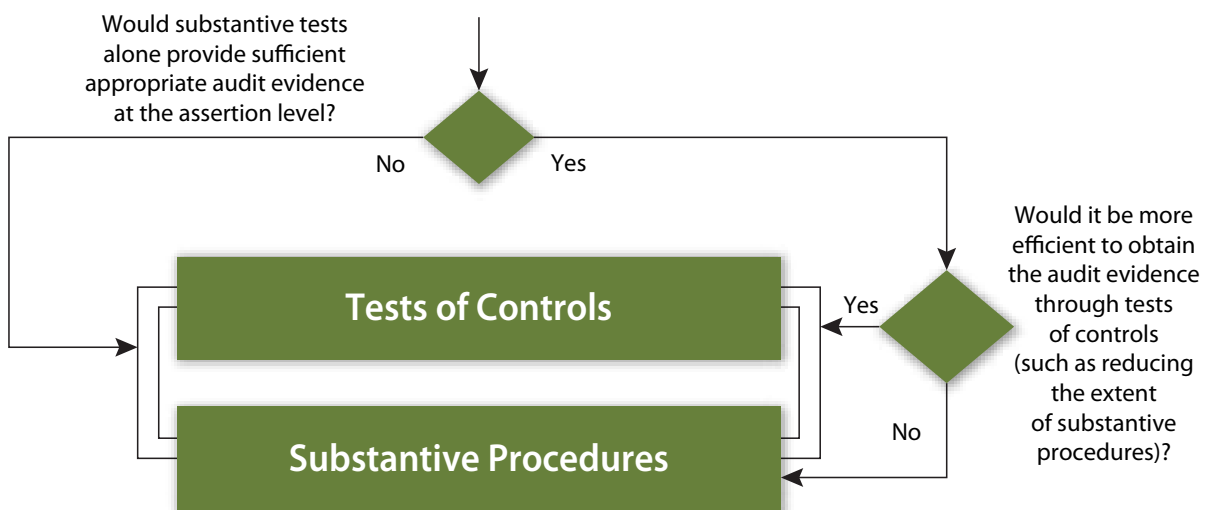 Would substantive tests
alone provide sufficient
appropriate audit evidence
at the assertion level?
No
Yes
Would it be more
efficient to obtain
the audit evidence
through tests
of controls
(such as reducing
the extent
of substantive
procedures)?
Tests of Controls
Yes
No
Substantive Procedures